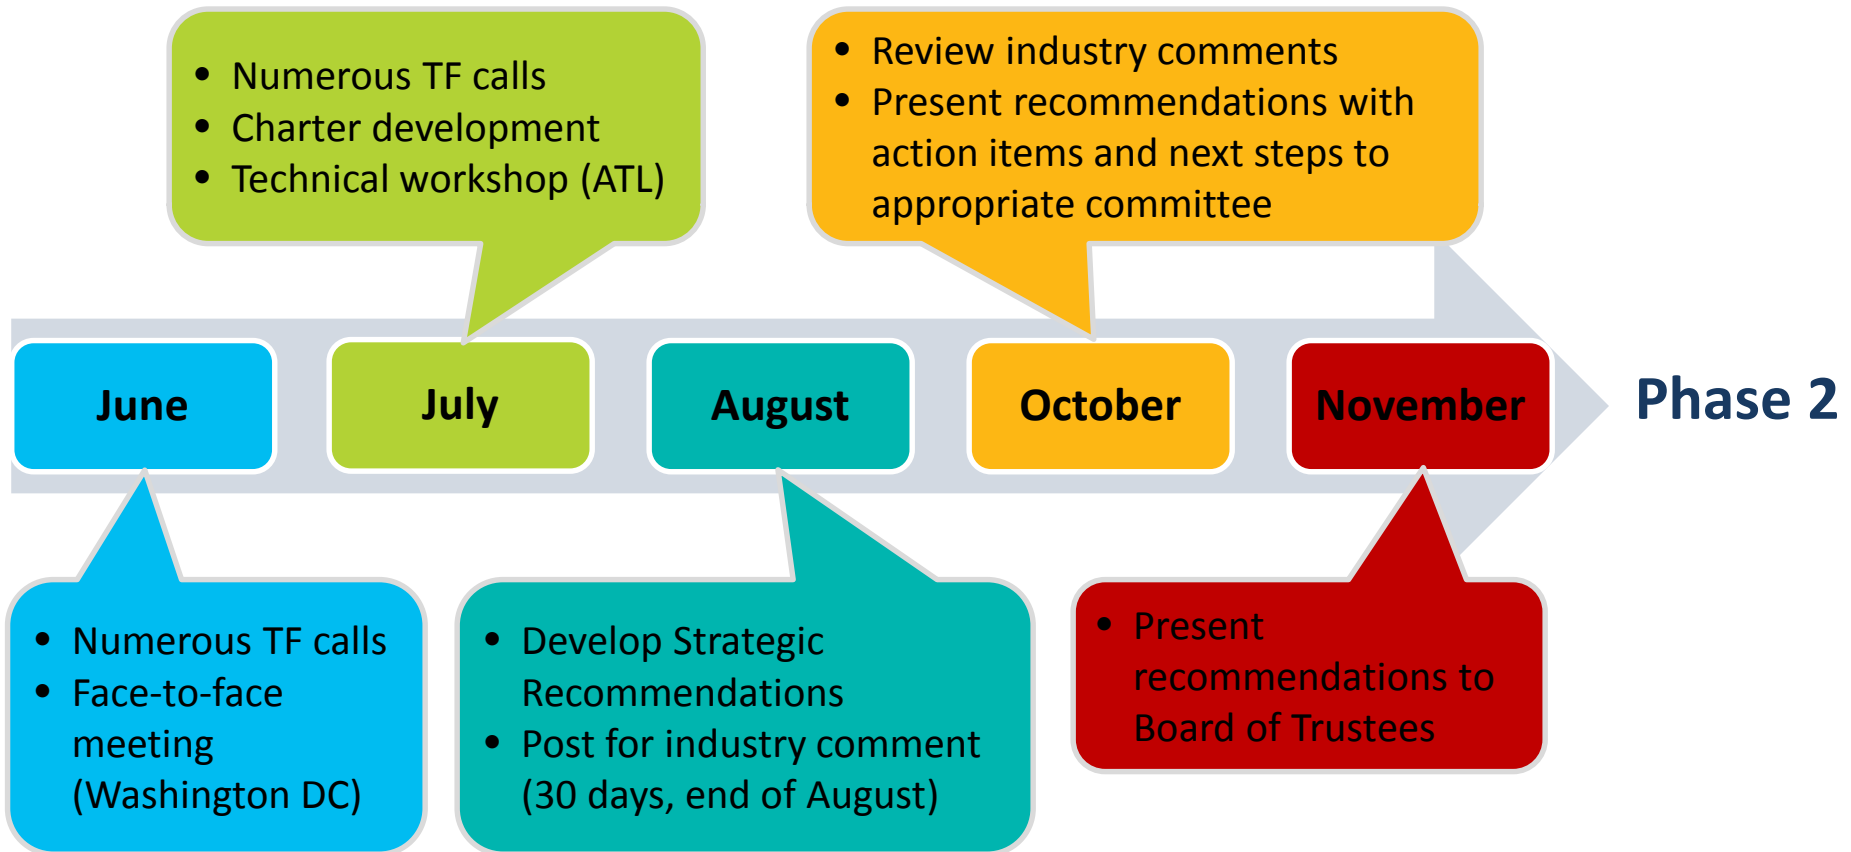 • Numerous TF calls
• Charter development
• Technical workshop (ATL)
• Review industry comments
• Present recommendations with
action items and next steps to
appropriate committee
June
July
August
October
November
Phase 2
• Numerous TF calls
• Face-to-face
meeting
(Washington DC)
• Develop Strategic
Recommendations
• Post for industry comment
(30 days, end of August)
• Present
recommendations to
Board of Trustees